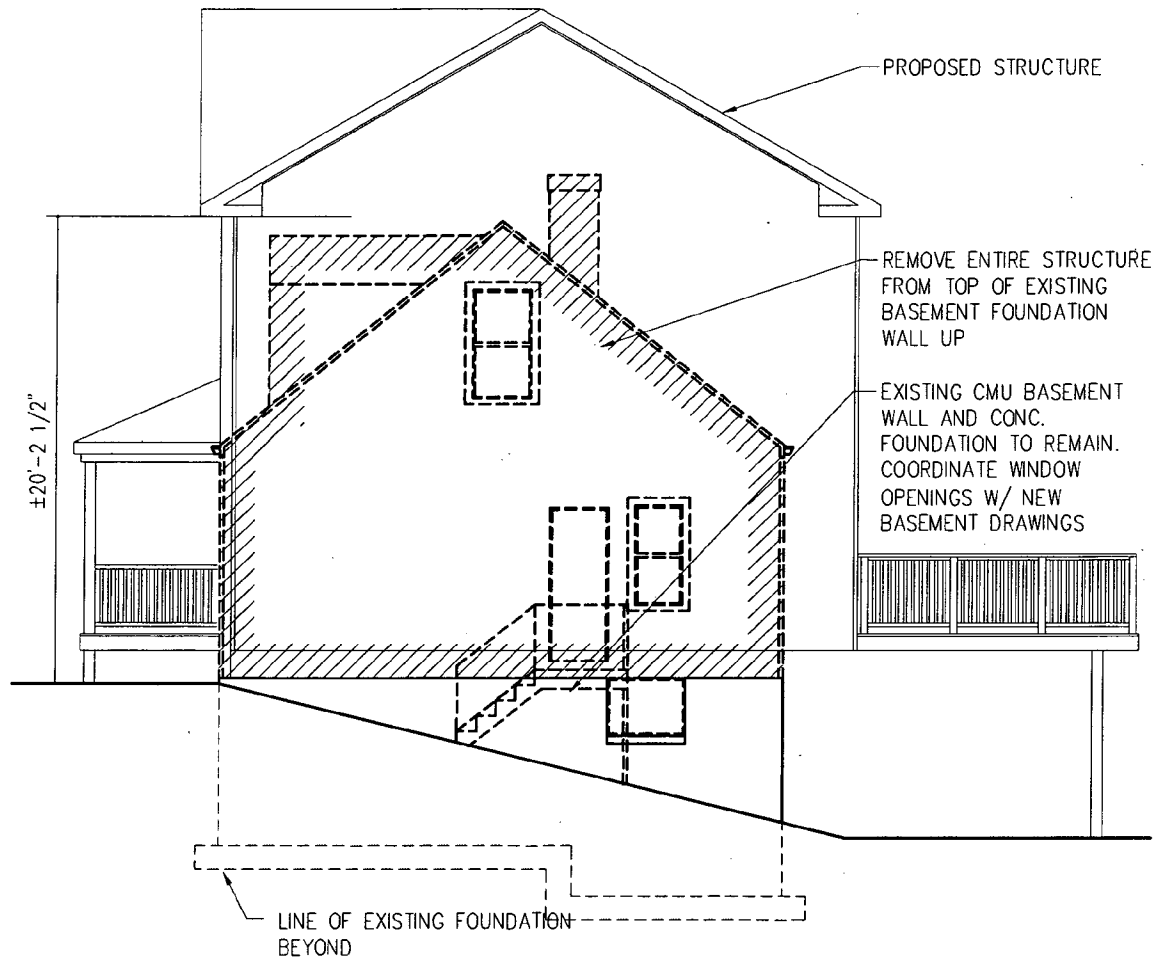 PROPOSED STRUCTURE
REMOVE ENTIRE STRUCTURE
FROM TOP OF EXISTING
BASEMENT FOUNDATION
WALL UP
EXISTING CMU BASEMENT
WALL AND CONC.
FOUNDATION TO REMAIN.
COORDINATE WINDOW
OPENINGS W/ NEW
BASEMENT DRAWINGS
±20'-2 1/2"
LINE OF EXISTING FOUNDATION
BEYOND